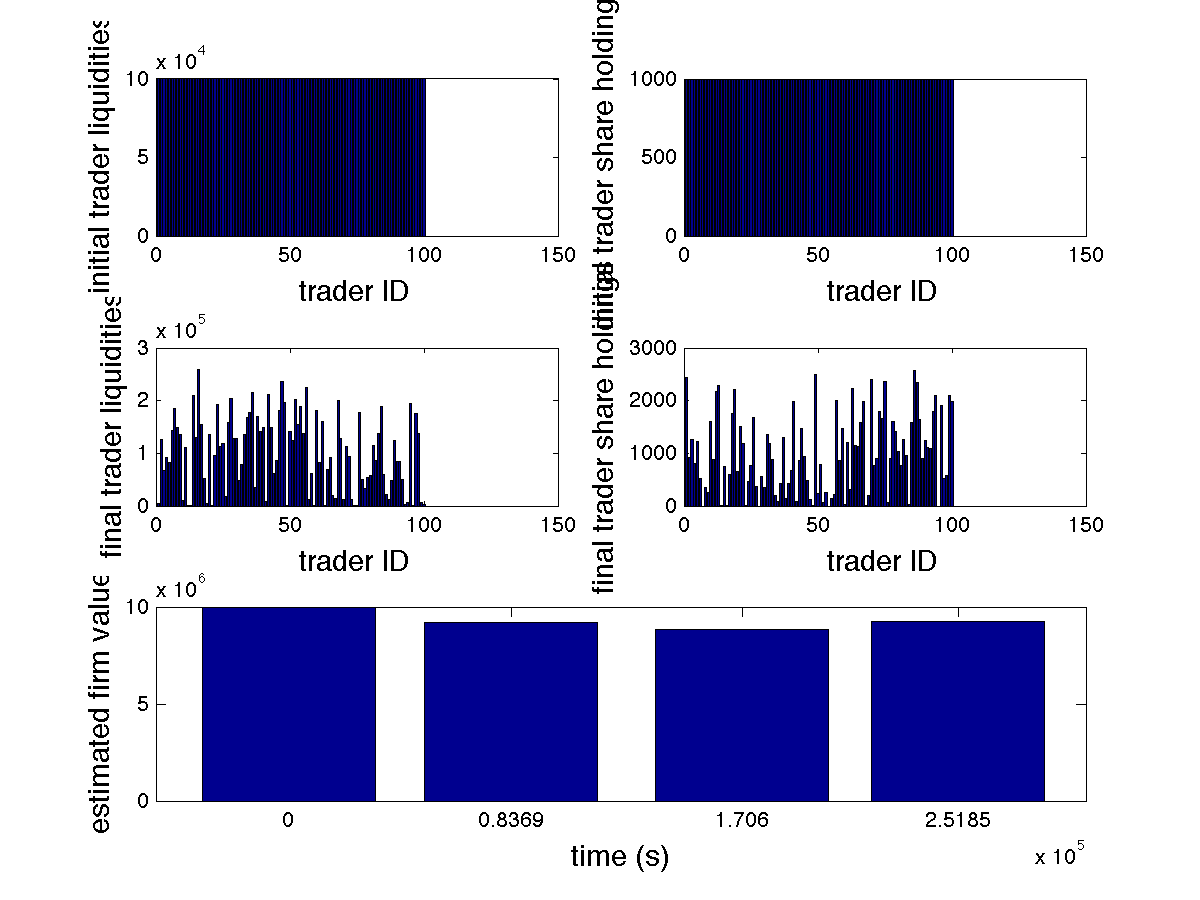 initial trader liquidities
x 10^4
10
5
0
0 50 100 150
trader ID
trader share holding
1000
500
0
0 50 100 150
trader ID
final trader liquidities
x 10^5
3
2
1
0
0 50 100 150
trader ID
final trader share holdings
3000
2000
1000
0
0 50 100 150
trader ID
estimated firm value
x 10^6
10
5
0
0 0.8369 1.706 2.5185
time (s)
x 10^5